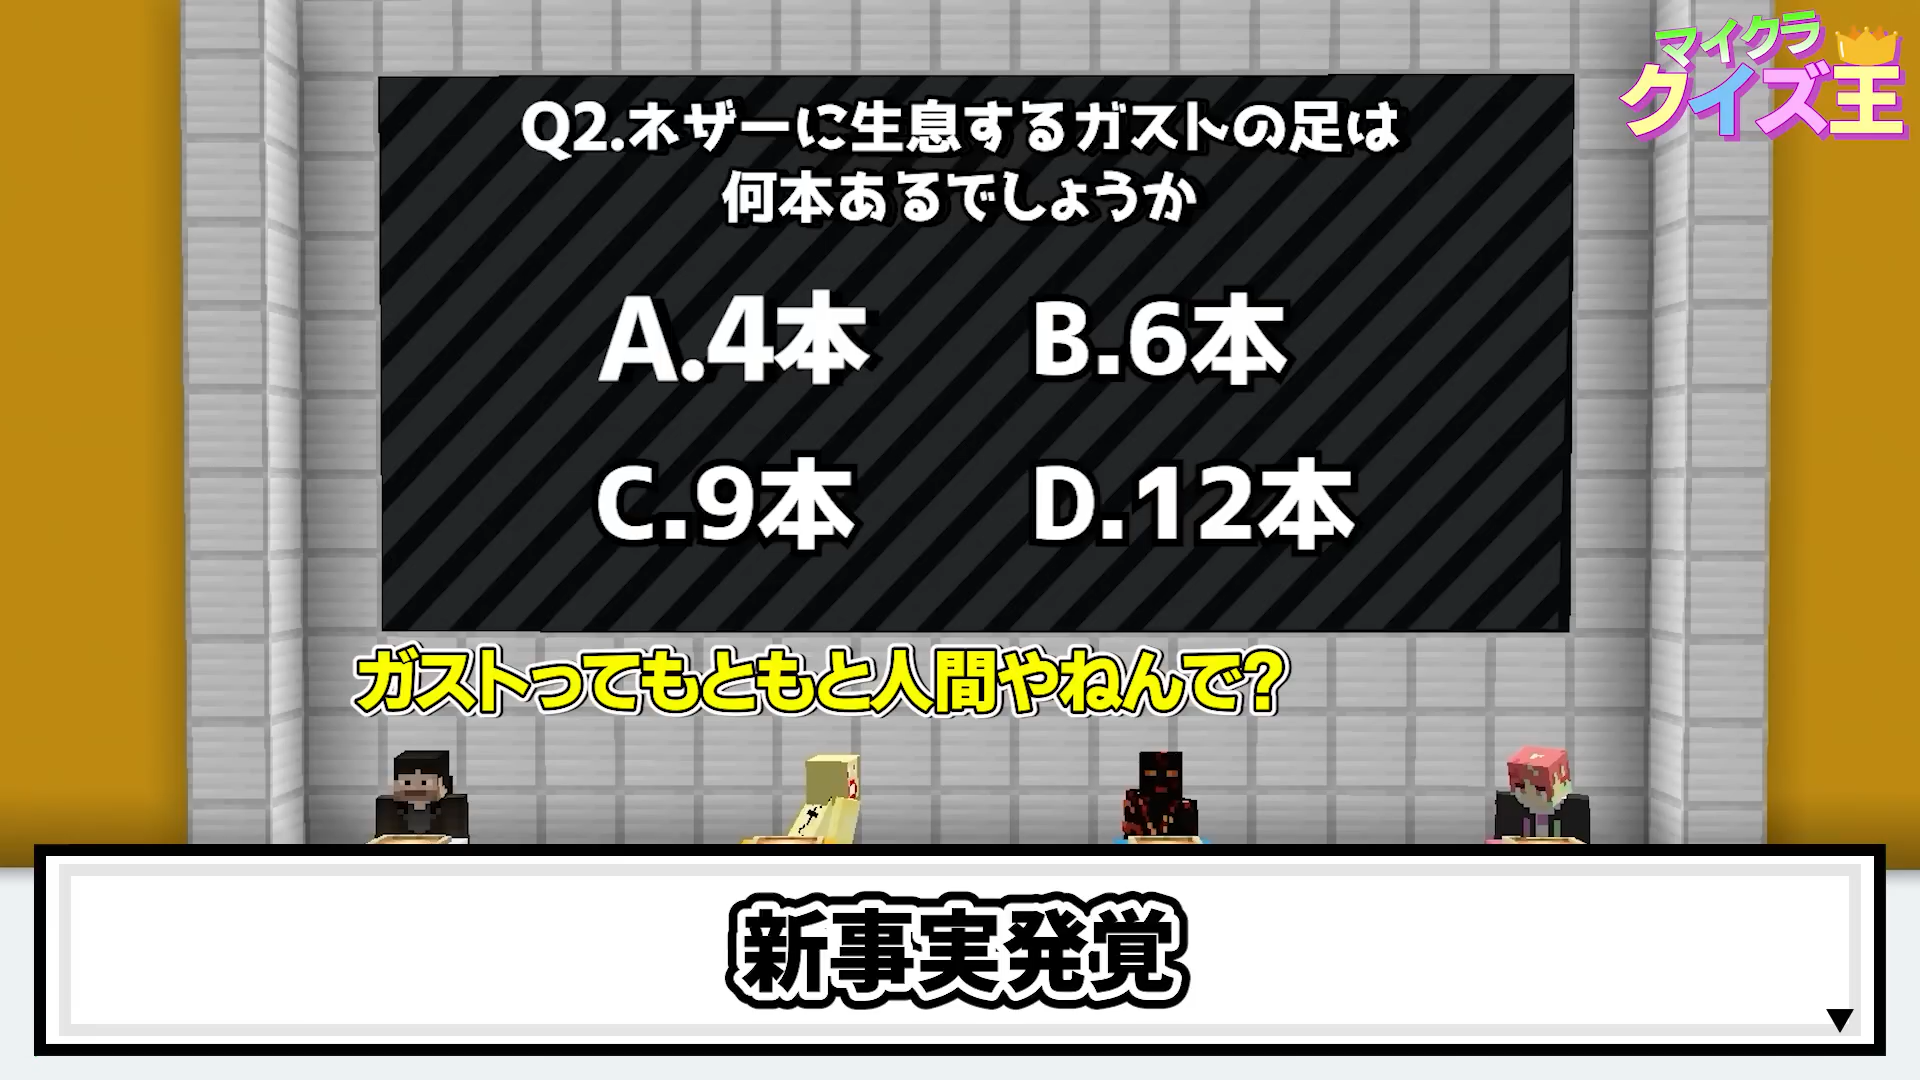 マイクラ
クイズ王
Q2.ネザーに生息するガストの足は
何本あるでしょうか
A.4本 B.6本
C.9本 D.12本
ガストってもともと人間やねんで?
新事実発覚